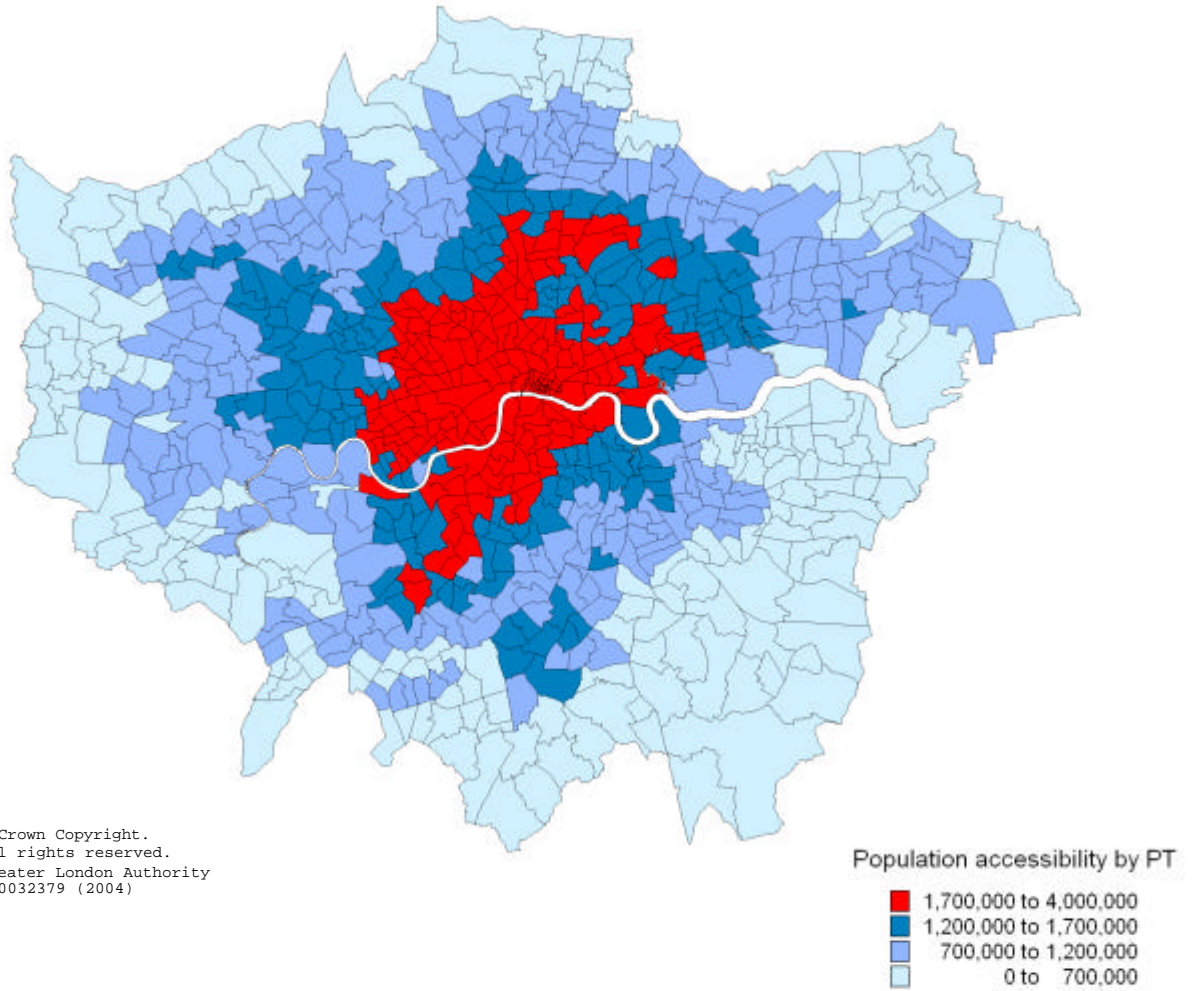 Crown Copyright.
l rights reserved.
eater London Authority
0032379 (2004)
Population accessibility by PT
1,700,000 to 4,000,000
1,200,000 to 1,700,000
700,000 to 1,200,000
0 to 700,000